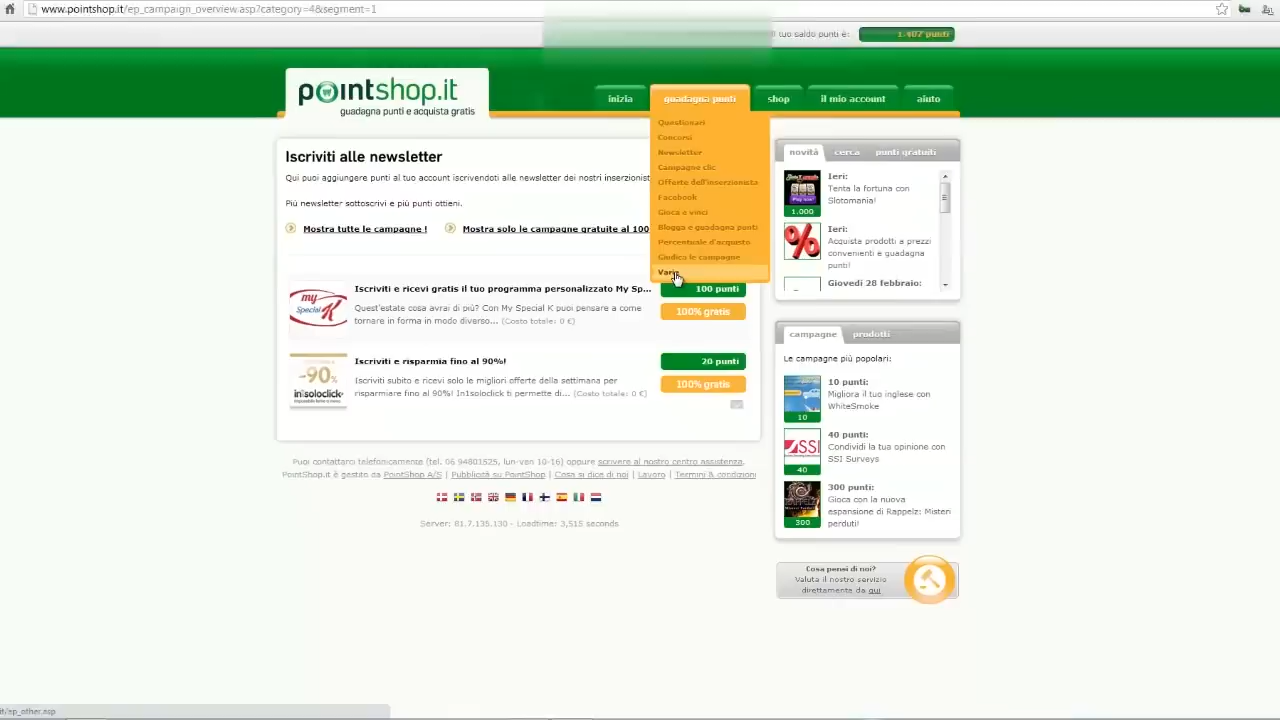 www.pointshop.it/ep_campaign_overview.asp?category=4&segment=1
il tuo saldo punti è: 1.407 punti
pointshop.it
guadagna punti e acquista gratis
inizia
guadagna punti
shop
il mio account
aiuto
Questionari
Concorsi
Newsletter
Campagne clic
Offerte dell'inserzionista
Facebook
Gioca e vinci
Blogga e guadagna punti
Percentuale d'acquisto
Giudica le campagne
Varie
Iscriviti alle newsletter
Qui puoi aggiungere punti al tuo account iscrivendoti alle newsletter dei nostri inserzionist
Più newsletter sottoscrivi e più punti ottieni.
Mostra tutte le campagne !
Mostra solo le campagne gratuite al 100
Iscriviti e ricevi gratis il tuo programma personalizzato My Sp...
100 punti
my Special K
Quest'estate cosa avrai di più? Con My Special K puoi pensare a come
tornare in forma in modo diverso... (Costo totale: 0 €)
100% gratis
Iscriviti e risparmia fino al 90%!
20 punti
-90%
in1soloclick
Iscriviti subito e ricevi solo le migliori offerte della settimana per
risparmiare fino al 90%! In1soloclick ti permette di... (Costo totale: 0 €)
100% gratis
Puoi contattarci telefonicamente (tel. 06 94801525, lun-ven 10-16) oppure scrivere al nostro centro assistenza.
PointShop.it è gestito da PointShop A/S | Pubblicità su PointShop | Cosa si dice di noi | Lavoro | Termini & condizioni
Server: 81.7.135.130 - Loadtime: 3,515 seconds
novità
cerca
punti gratuiti
Ieri:
Tenta la fortuna con
Slotomania!
1.000
Ieri:
Acquista prodotti a prezzi
convenienti e guadagna
punti!
%
Giovedì 28 febbraio:
campagne
prodotti
Le campagne più popolari:
10 punti:
Migliora il tuo inglese con
WhiteSmoke
10
40 punti:
Condividi la tua opinione con
SSI Surveys
SSI
40
300 punti:
Gioca con la nuova
espansione di Rappelz: Misteri
perduti!
300
Cosa pensi di noi?
Valuta il nostro servizio
direttamente da qui
it/ep_other.asp